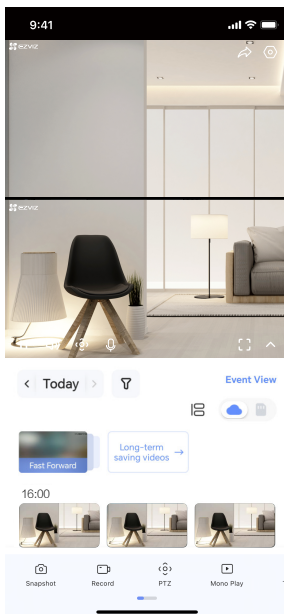 9:41
ezviz
ezviz
Today
Event View
Fast Forward
Long-term
saving videos
16:00
Snapshot
Record
PTZ
Mono Play